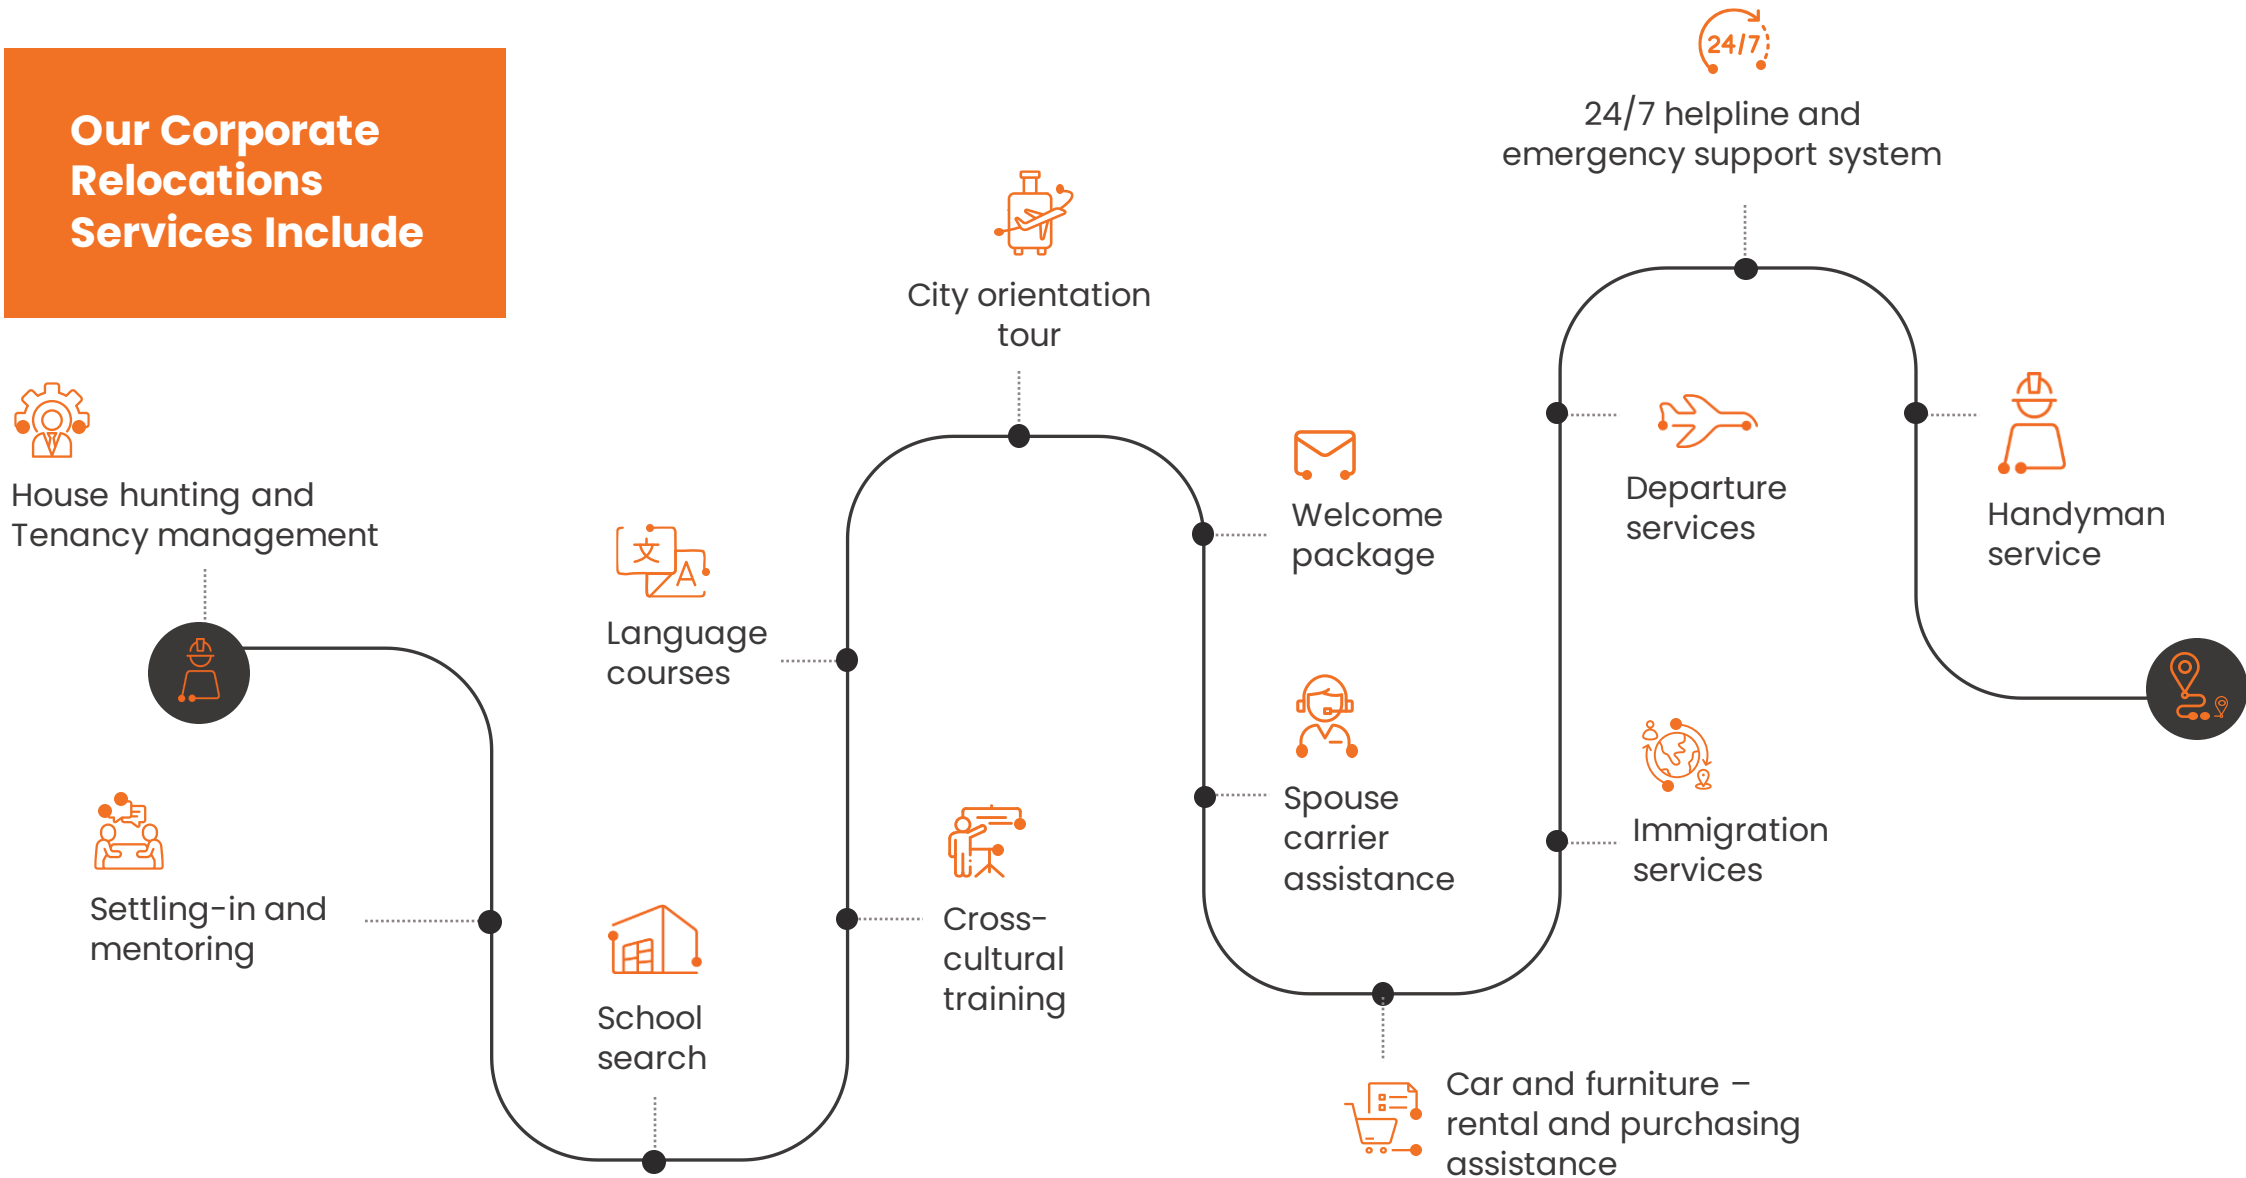 Our Corporate
Relocations
Services Include
House hunting and
Tenancy management
Settling-in and
mentoring
School
search
Cross-
cultural
training
Language
courses
文
A
City orientation
tour
Welcome
package
Spouse
carrier
assistance
Car and furniture –
rental and purchasing
assistance
Immigration
services
Departure
services
24/7
24/7 helpline and
emergency support system
Handyman
service